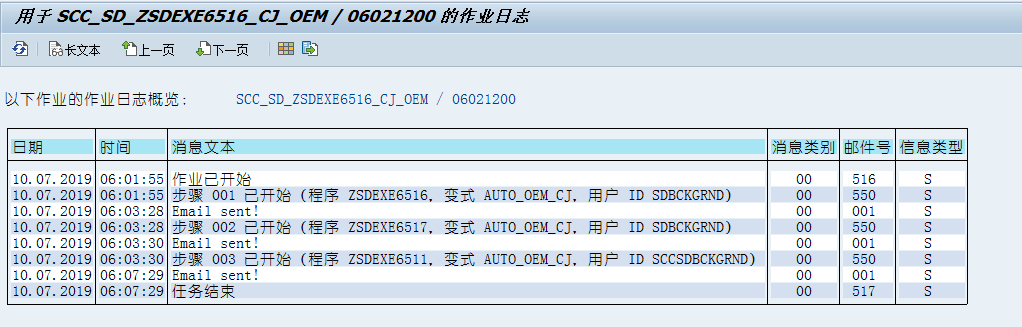 用于 SCC_SD_ZSDEXE6516_CJ_OEM / 06021200 的作业日志
长文本 上一页 下一页
以下作业的作业日志概览: SCC_SD_ZSDEXE6516_CJ_OEM / 06021200
日期 时间 消息文本 消息类别 邮件号 信息类型
10.07.2019 06:01:55 作业已开始 00 516 S
10.07.2019 06:01:55 步骤 001 已开始 (程序 ZSDEXE6516, 变式 AUTO_OEM_CJ, 用户 ID SDBCKGRND) 00 550 S
10.07.2019 06:03:28 Email sent! 00 001 S
10.07.2019 06:03:28 步骤 002 已开始 (程序 ZSDEXE6517, 变式 AUTO_OEM_CJ, 用户 ID SDBCKGRND) 00 550 S
10.07.2019 06:03:30 Email sent! 00 001 S
10.07.2019 06:03:30 步骤 003 已开始 (程序 ZSDEXE6511, 变式 AUTO_OEM_CJ, 用户 ID SCCSDBCKGRND) 00 550 S
10.07.2019 06:07:29 Email sent! 00 001 S
10.07.2019 06:07:29 任务结束 00 517 S